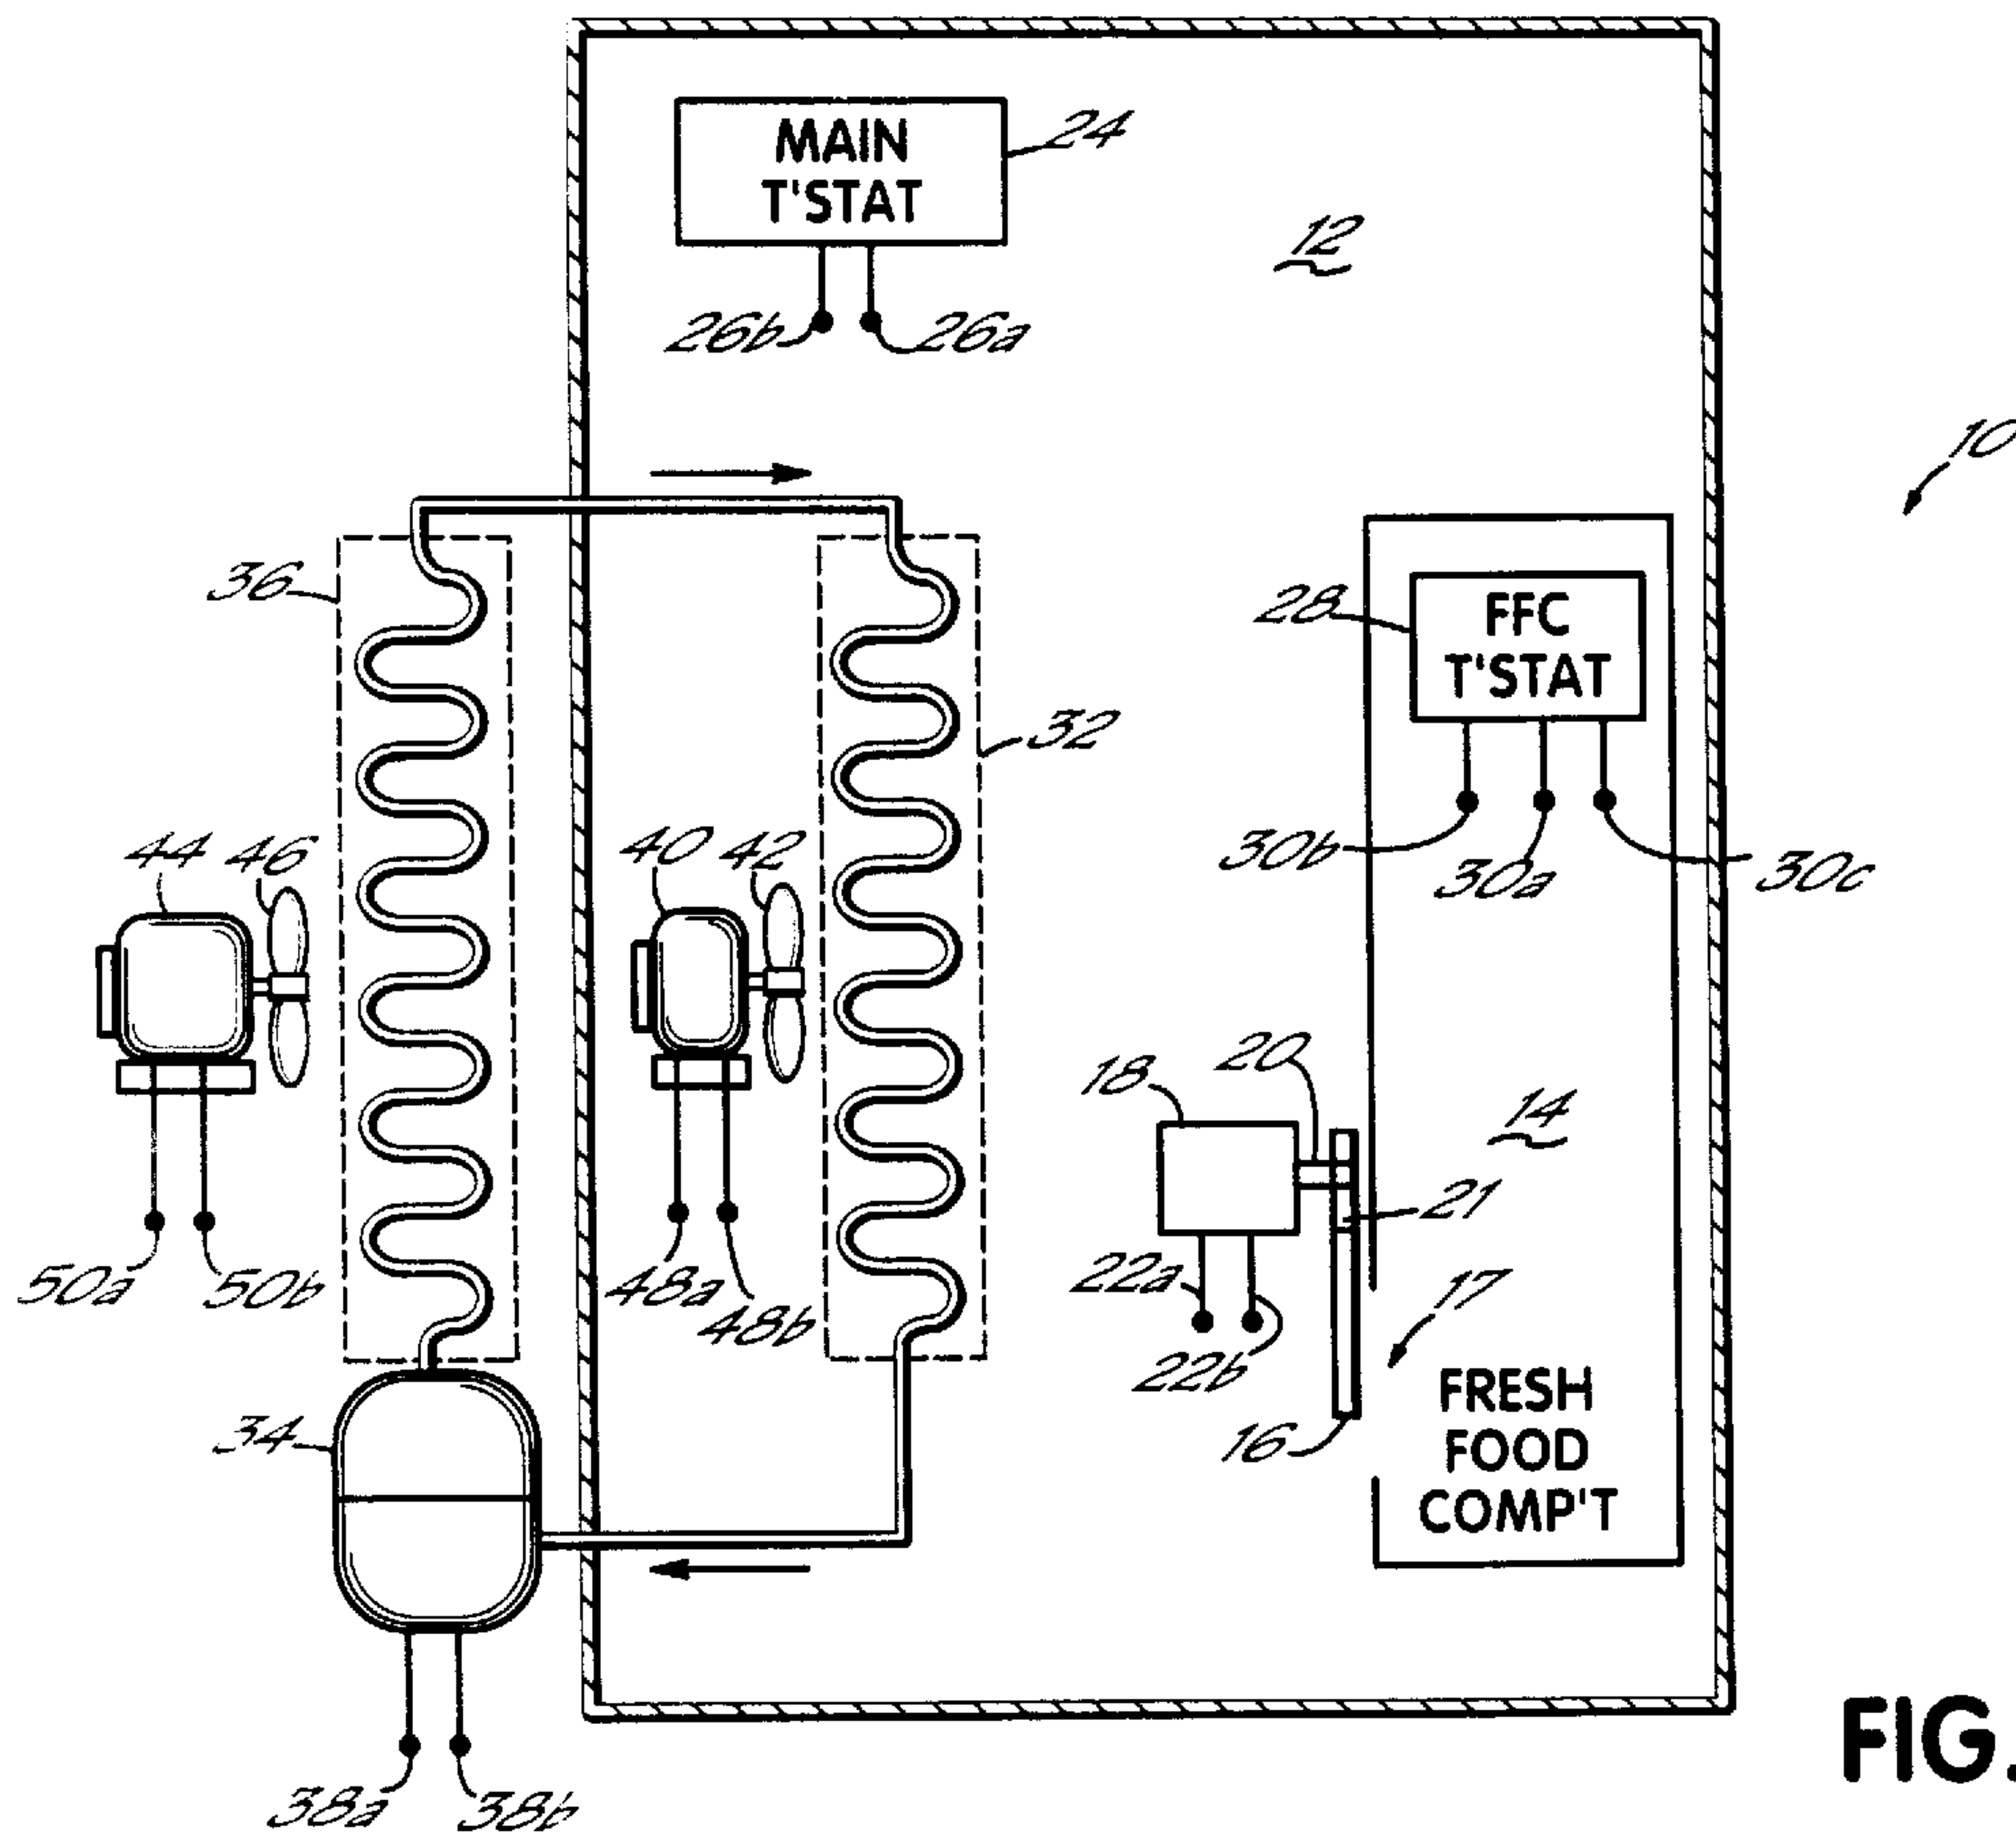 MAIN
T'STAT
24
12
26b
26a
10
36
28
FFC
T'STAT
32
30b
30a
30c
44
46
40
42
18
20
14
21
50a
50b
48a
48b
22a
22b
17
16
34
FRESH
FOOD
COMP'T
38a
38b
FIG.